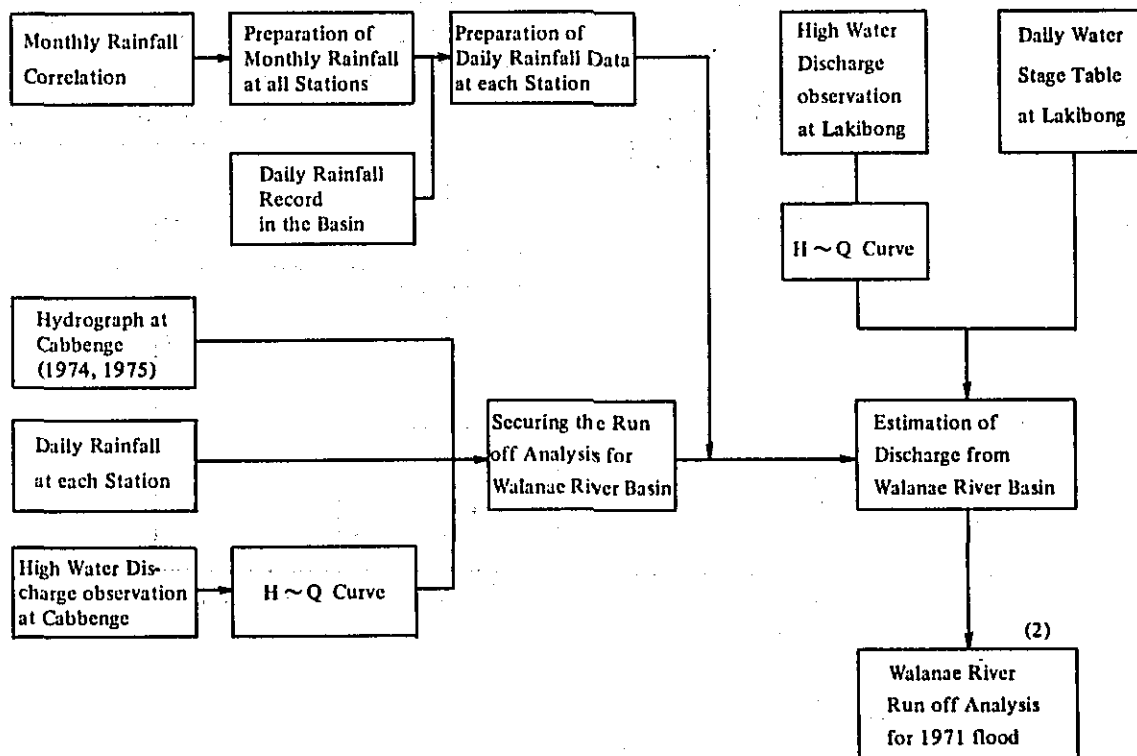 Monthly Rainfall
Correlation
Preparation of
Monthly Rainfall
at all Stations
Preparation of
Daily Rainfall Data
at each Station
High Water
Discharge
observation
at Lakibong
Daily Water
Stage Table
at Lakibong
Daily Rainfall
Record
in the Basin
H ~ Q Curve
Hydrograph at
Cabbenge
(1974, 1975)
Daily Rainfall
at each Station
Securing the Run
off Analysis for
Walanae River Basin
Estimation of
Discharge from
Walanae River Basin
High Water Dis-
charge observation
at Cabbenge
H ~ Q Curve
(2)
Walanae River
Run off Analysis
for 1971 flood